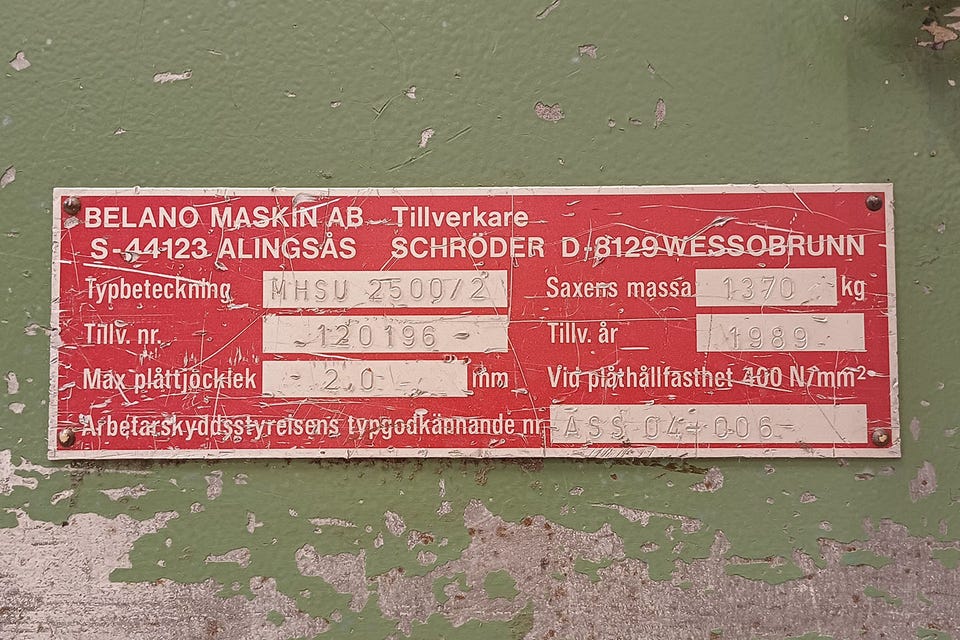 BELANO MASKIN AB Tillverkare
S-44123 ALINGSÅS SCHRÖDER D-8129 WESSOBRUNN
Typbeteckning MHSU 2500/2 Saxens massa 1370 kg
Tillv. nr. 120196 Tillv. år 1989
Max plåttjöcklek 2.0 mm Vid plåthållfasthet 400 N/mm²
Arbetarskyddsstyrelsens typgodkännande nr ASS 04-006